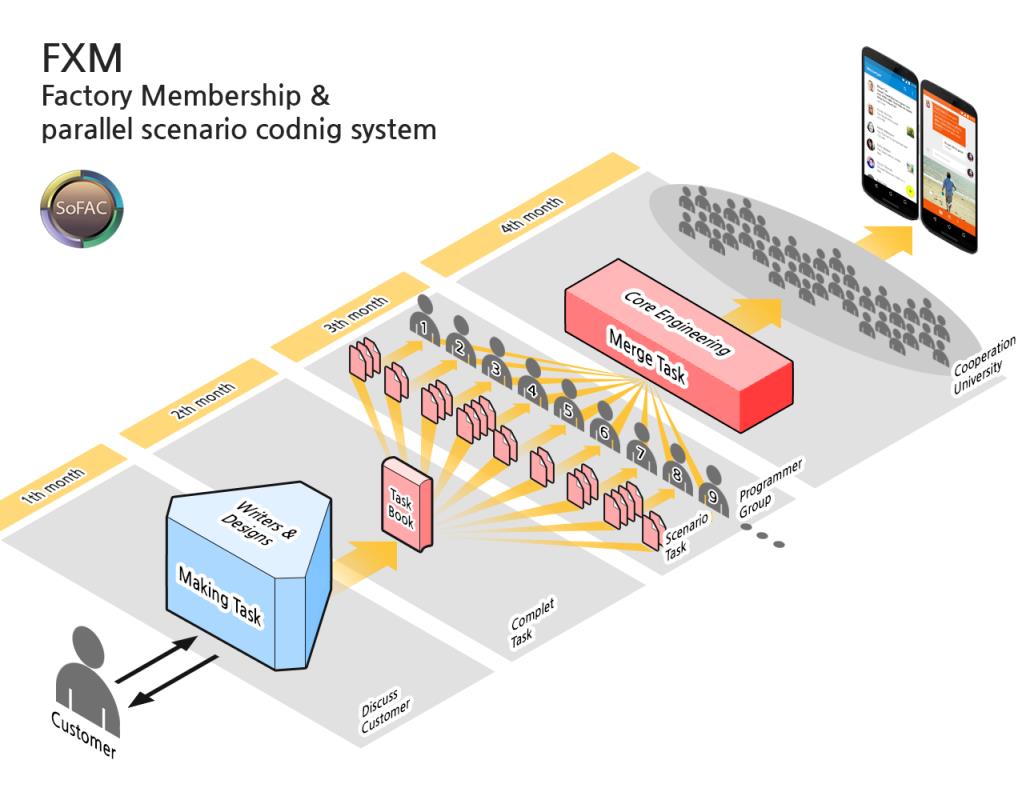 FXM
Factory Membership &
parallel scenario codnig system
SoFAC
4th month
3th month
2th month
1th month
Core Engineering
Merge Task
Cooperation
University
1
2
3
4
5
6
7
8
9
Programmer
Group
Scenario
Task
Task
Book
Writers &
Designs
Making Task
Complet
Task
Discuss
Customer
Customer